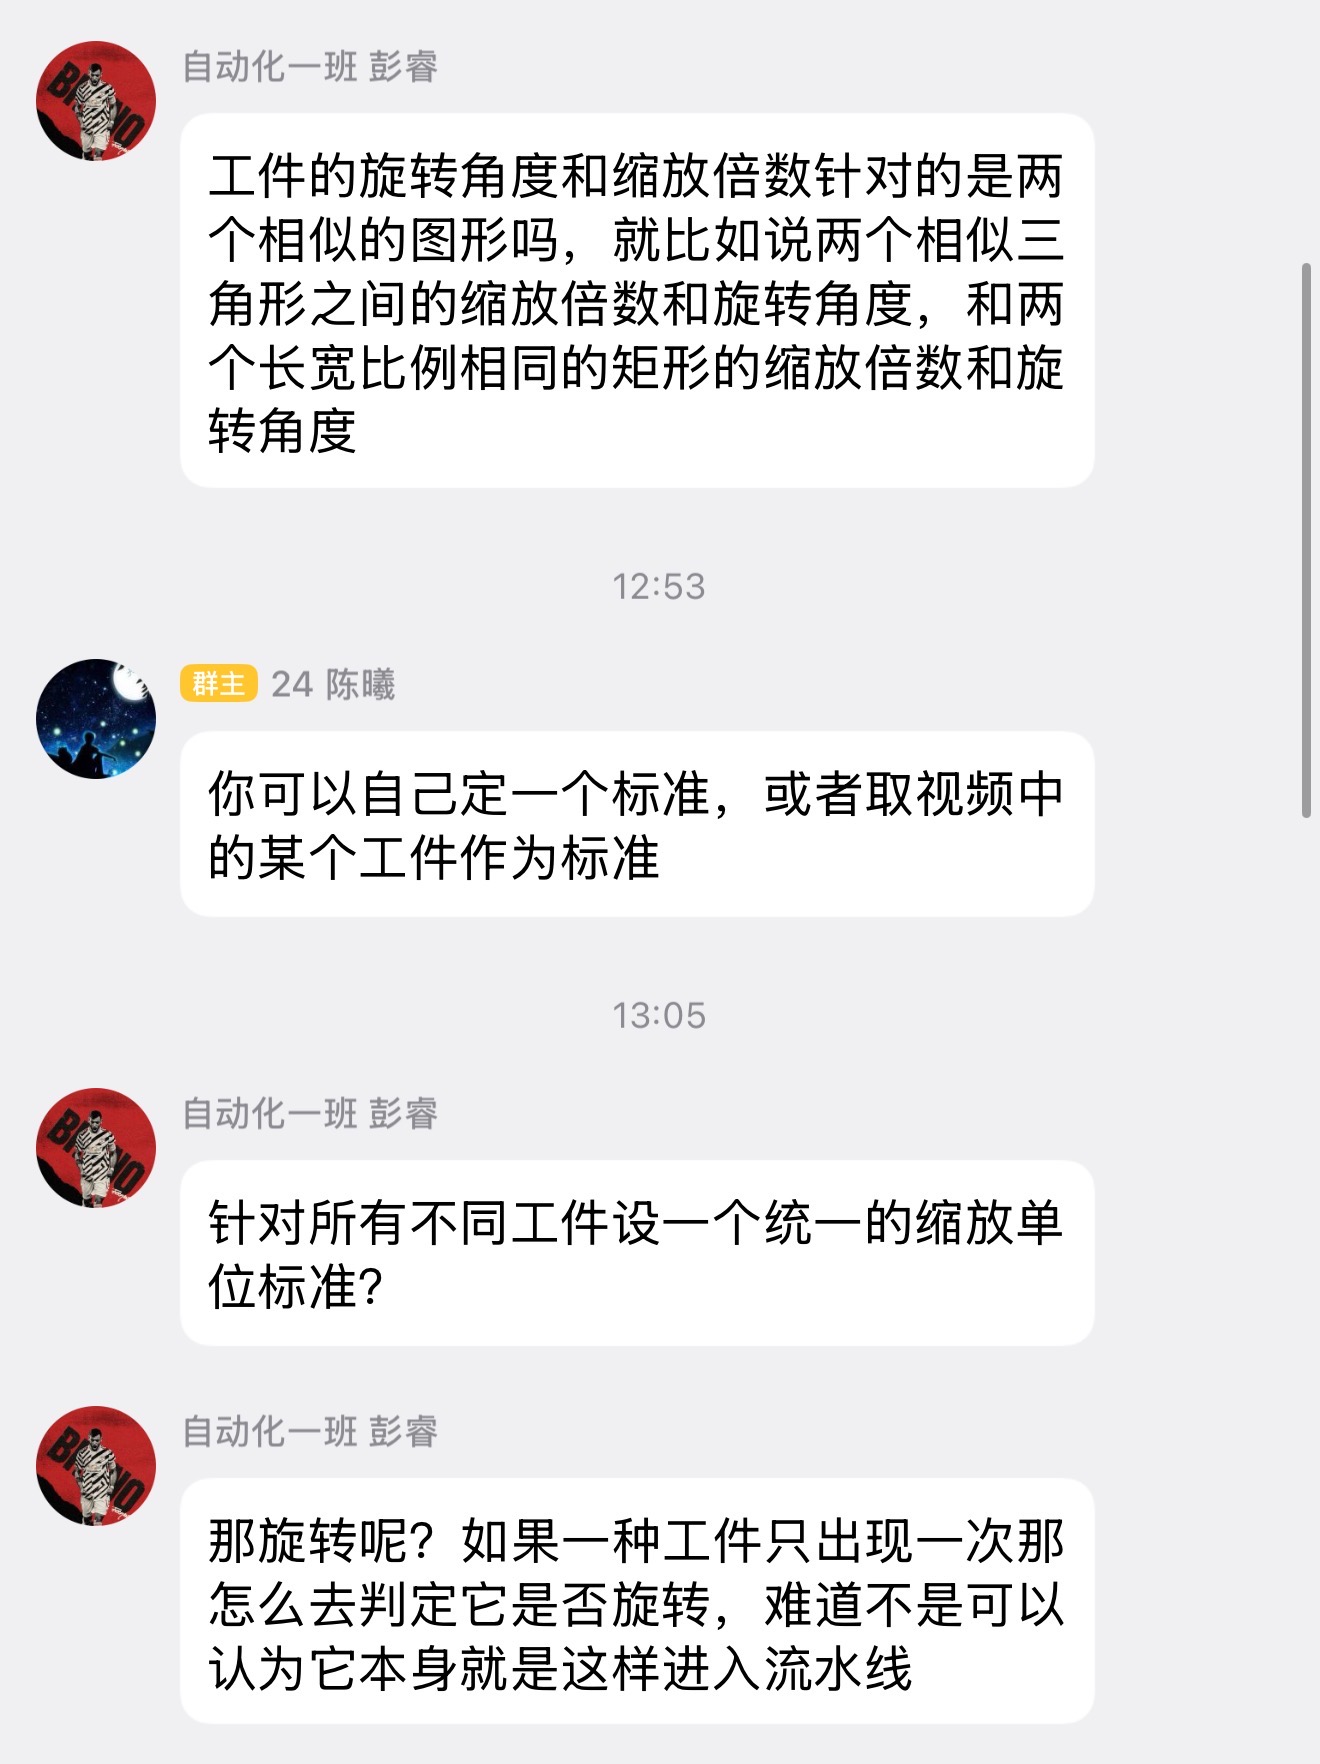 自动化一班 彭睿
工件的旋转角度和缩放倍数针对的是两
个相似的图形吗，就比如说两个相似三
角形之间的缩放倍数和旋转角度，和两
个长宽比例相同的矩形的缩放倍数和旋
转角度
12:53
群主 24 陈曦
你可以自己定一个标准，或者取视频中
的某个工件作为标准
13:05
自动化一班 彭睿
针对所有不同工件设一个统一的缩放单
位标准?
自动化一班 彭睿
那旋转呢？如果一种工件只出现一次那
怎么去判定它是否旋转，难道不是可以
认为它本身就是这样进入流水线